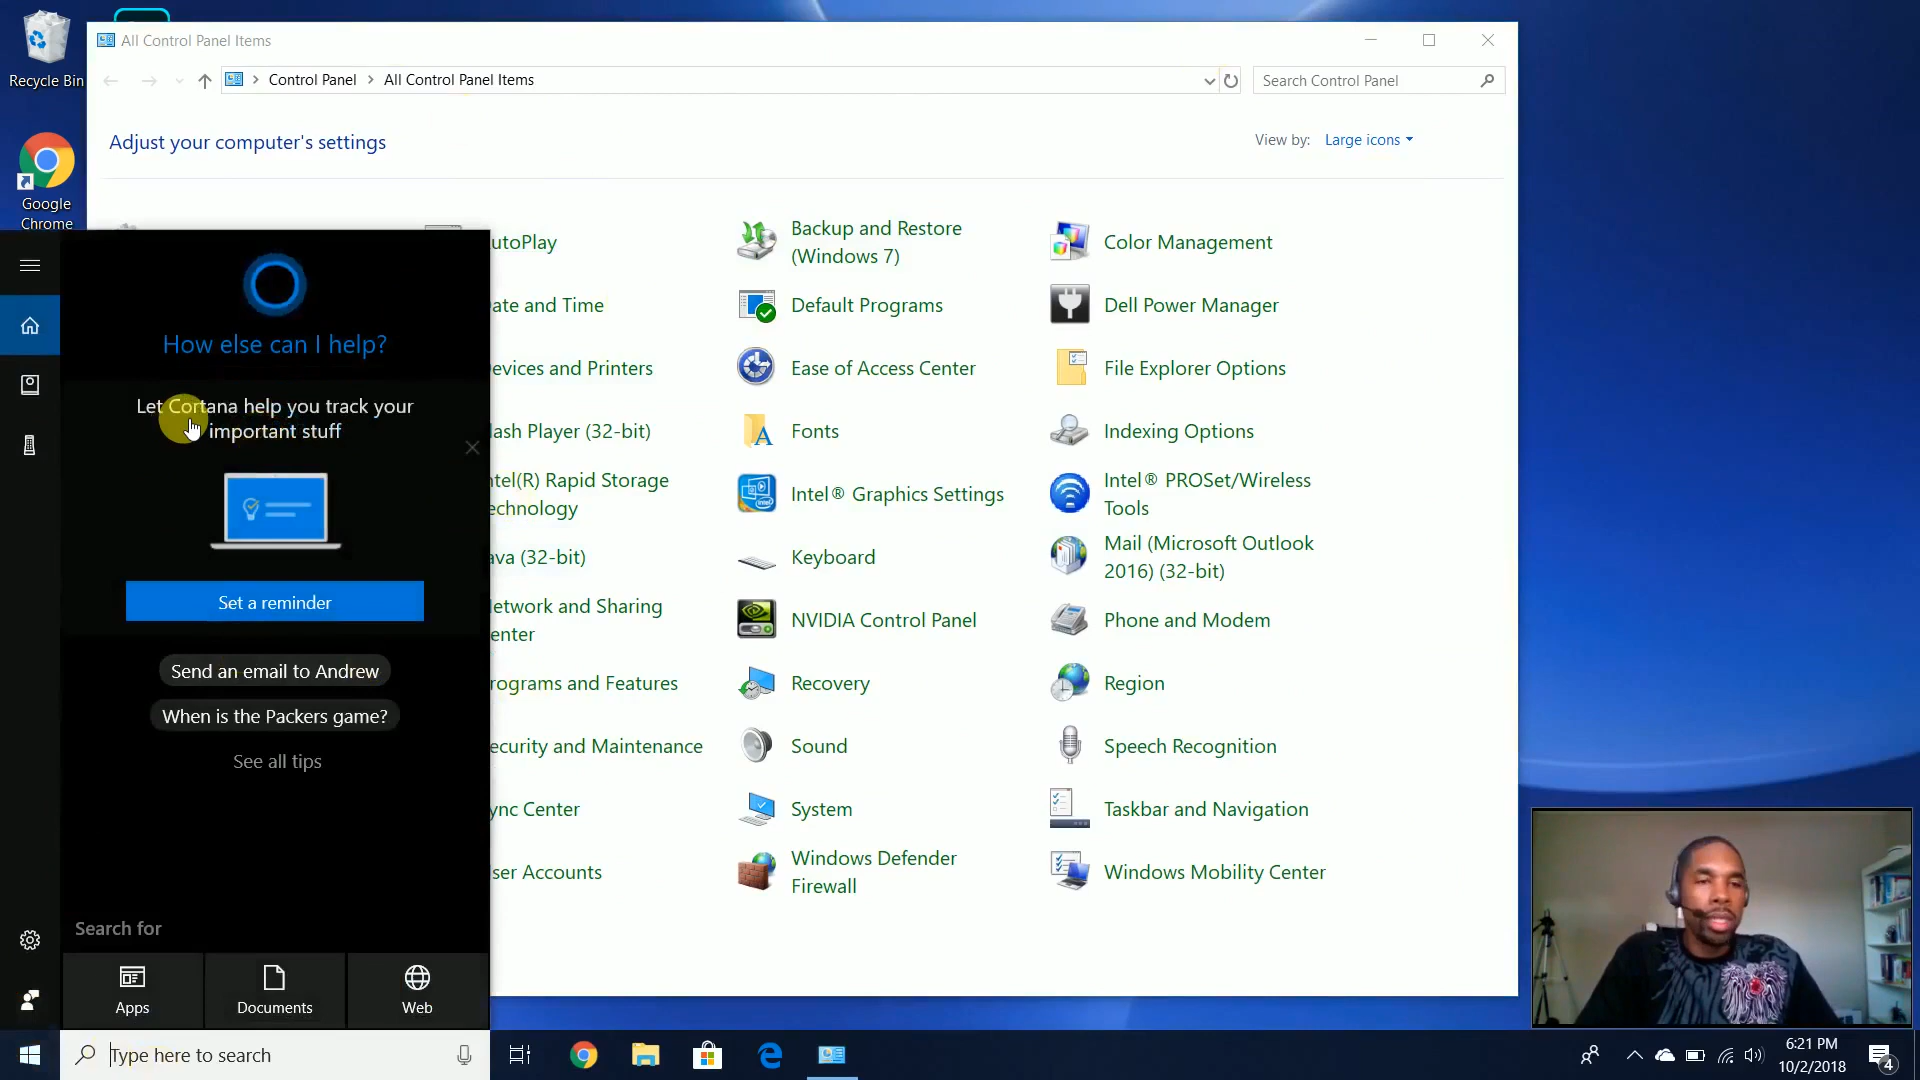 Recycle Bin
Google
Chrome
All Control Panel Items
Control Panel
All Control Panel Items
Search Control Panel
Adjust your computer's settings
View by:
Large icons
utoPlay
Backup and Restore
(Windows 7)
Color Management
ate and Time
Default Programs
Dell Power Manager
evices and Printers
Ease of Access Center
File Explorer Options
lash Player (32-bit)
Fonts
Indexing Options
ntel(R) Rapid Storage
echnology
Intel® Graphics Settings
Intel® PROSet/Wireless
Tools
ava (32-bit)
Keyboard
Mail (Microsoft Outlook
2016) (32-bit)
etwork and Sharing
enter
NVIDIA Control Panel
Phone and Modem
rograms and Features
Recovery
Region
ecurity and Maintenance
Sound
Speech Recognition
ync Center
System
Taskbar and Navigation
ser Accounts
Windows Defender
Firewall
Windows Mobility Center
How else can I help?
Let Cortana help you track your
important stuff
Set a reminder
Send an email to Andrew
When is the Packers game?
See all tips
Search for
Apps
Documents
Web
Type here to search
6:21 PM
10/2/2018
4